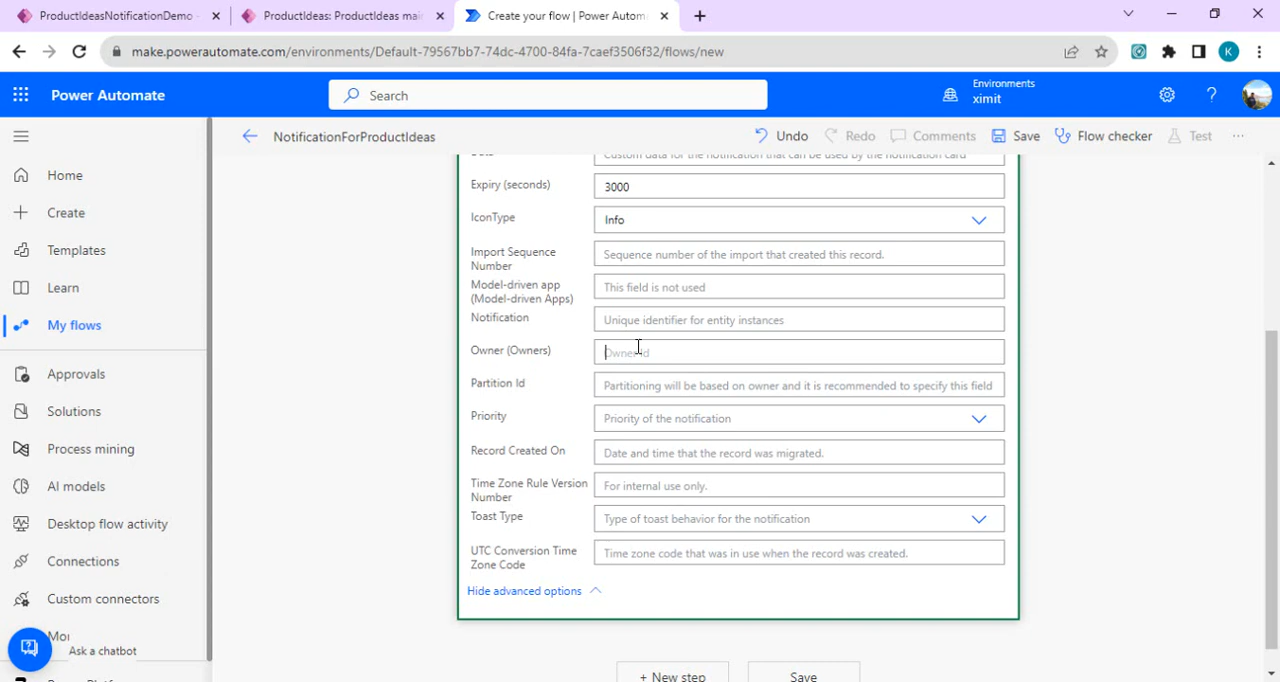 ProductIdeasNotificationDemo -
ProductIdeas: ProductIdeas mai
Create your flow | Power Autom
make.powerautomate.com/environments/Default-79567bb7-74dc-4700-84fa-7caef3506f32/flows/new
K
Power Automate
Search
Environments
ximit
NotificationForProductIdeas
Undo
Redo
Comments
Save
Flow checker
Test
Home
Create
Templates
Learn
My flows
Approvals
Solutions
Process mining
AI models
Desktop flow activity
Connections
Custom connectors
Mo
Ask a chatbot
Data
Custom data for the notification that can be used by the notification card
Expiry (seconds)
3000
IconType
Info
Import Sequence
Number
Sequence number of the import that created this record.
Model-driven app
(Model-driven Apps)
This field is not used
Notification
Unique identifier for entity instances
Owner (Owners)
Owner Id
Partition Id
Partitioning will be based on owner and it is recommended to specify this field
Priority
Priority of the notification
Record Created On
Date and time that the record was migrated.
Time Zone Rule Version
Number
For internal use only.
Toast Type
Type of toast behavior for the notification
UTC Conversion Time
Zone Code
Time zone code that was in use when the record was created.
Hide advanced options
+ New step
Save